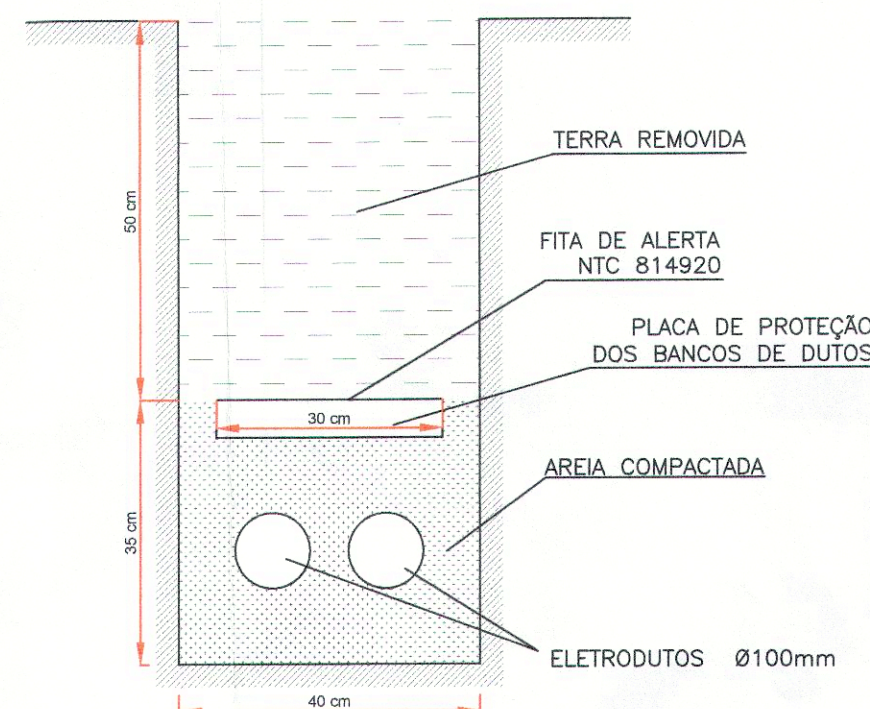 50 cm
TERRA REMOVIDA
FITA DE ALERTA
NTC 814920
PLACA DE PROTEÇÃO
DOS BANCOS DE DUTOS
30 cm
AREIA COMPACTADA
35 cm
ELETRODUTOS Ø100mm
40 cm